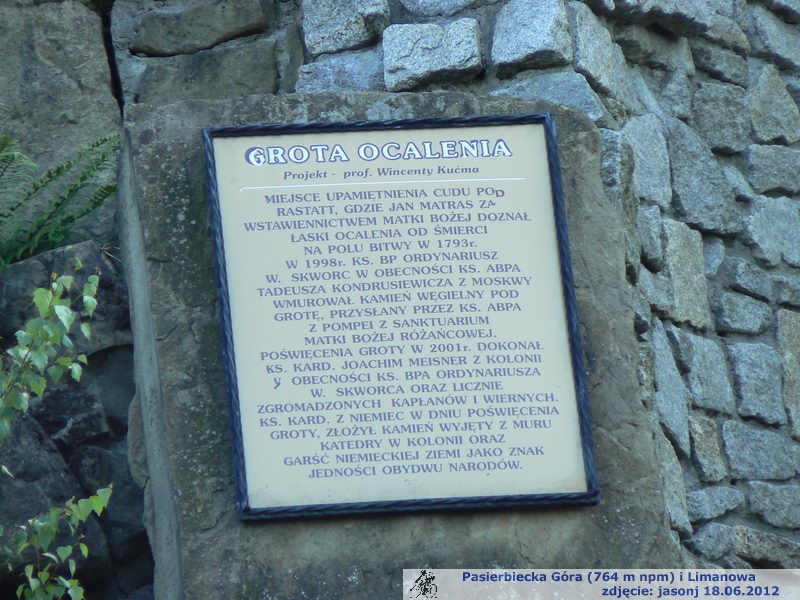 GROTA OCALENIA
Projekt - prof. Wincenty Kućma
MIEJSCE UPAMIĘTNIENIA CUDU POD
RASTATT, GDZIE JAN MATRAS ZA
WSTAWIENNICTWEM MATKI BOŻEJ DOZNAŁ
ŁASKI OCALENIA OD ŚMIERCI
NA POLU BITWY W 1793r.
W 1998r. KS. BP ORDYNARIUSZ
W. SKWORC W OBECNOŚCI KS. ABPA
TADEUSZA KONDRUSIEWICZA Z MOSKWY
WMUROWAŁ KAMIEŃ WĘGIELNY POD
GROTĘ, PRZYSŁANY PRZEZ KS. ABPA
Z POMPEI Z SANKTUARIUM
MATKI BOŻEJ RÓŻAŃCOWEJ.
POŚWIĘCENIA GROTY W 2001r. DOKONAŁ
KS. KARD. JOACHIM MEISNER Z KOLONII
W OBECNOŚCI KS. BPA ORDYNARIUSZA
W. SKWORCA ORAZ LICZNIE
ZGROMADZONYCH KAPŁANÓW I WIERNYCH.
KS. KARD. Z NIEMIEC W DNIU POŚWIĘCENIA
GROTY, ZŁOŻYŁ KAMIEŃ WYJĘTY Z MURU
KATEDRY W KOLONII ORAZ
GARŚĆ NIEMIECKIEJ ZIEMI JAKO ZNAK
JEDNOŚCI OBYDWU NARODÓW.
Pasierbiecka Góra (764 m npm) i Limanowa
zdjęcie: jasonj 18.06.2012